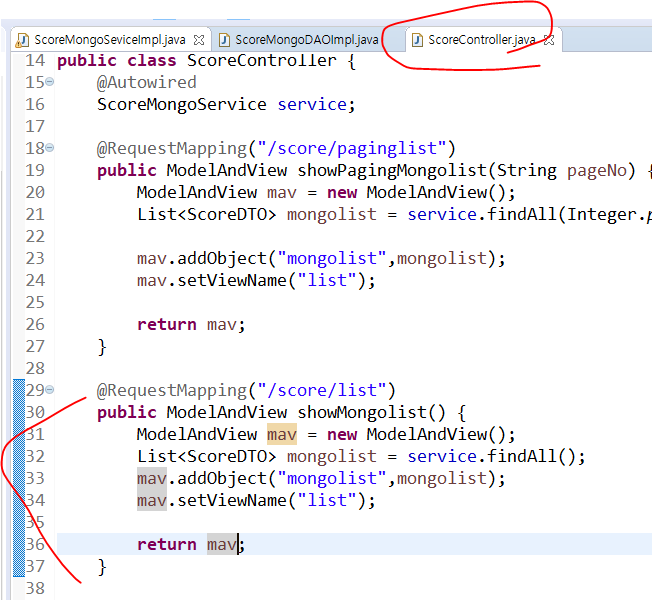 ScoreMongoSeviceImpl.java ScoreMongoDAOImpl.java ScoreController.java
14 public class ScoreController {
15 @Autowired
16 ScoreMongoService service;
17
18 @RequestMapping("/score/paginglist")
19 public ModelAndView showPagingMongolist(String pageNo) {
20 ModelAndView mav = new ModelAndView();
21 List<ScoreDTO> mongolist = service.findAll(Integer.p
22
23 mav.addObject("mongolist",mongolist);
24 mav.setViewName("list");
25
26 return mav;
27 }
28
29 @RequestMapping("/score/list")
30 public ModelAndView showMongolist() {
31 ModelAndView mav = new ModelAndView();
32 List<ScoreDTO> mongolist = service.findAll();
33 mav.addObject("mongolist",mongolist);
34 mav.setViewName("list");
35
36 return mav;
37 }
38